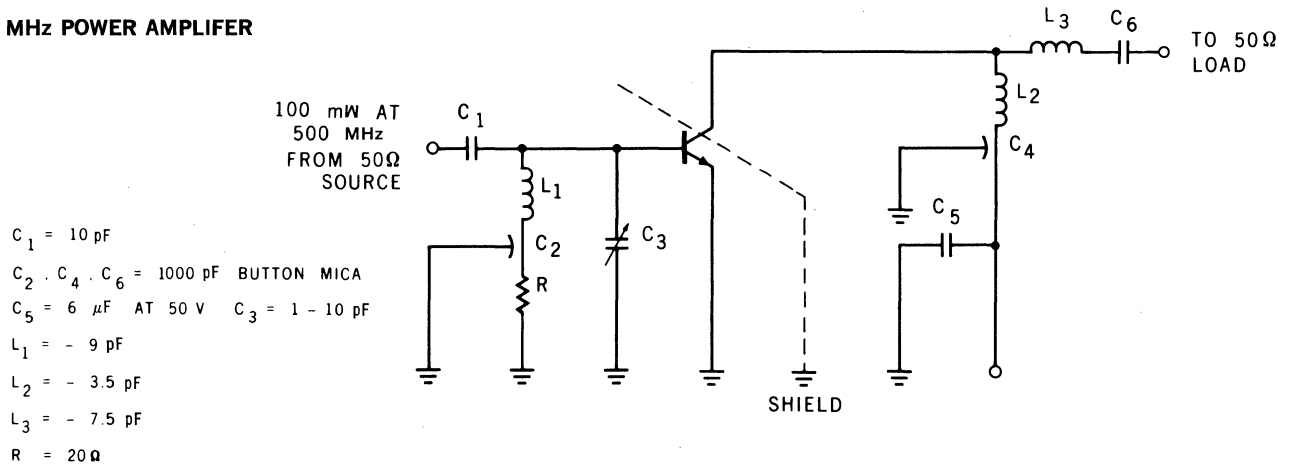 MHz POWER AMPLIFER
L3
C6
TO 50Ω
LOAD
L2
100 mW AT
500 MHz
FROM 50Ω
SOURCE
C1
C4
L1
C5
C2
C3
R
C1 = 10 pF
C2 . C4 . C6 = 1000 pF BUTTON MICA
C5 = 6 μF AT 50 V C3 = 1 - 10 pF
L1 = - 9 pF
L2 = - 3.5 pF
L3 = - 7.5 pF
R = 20Ω
SHIELD